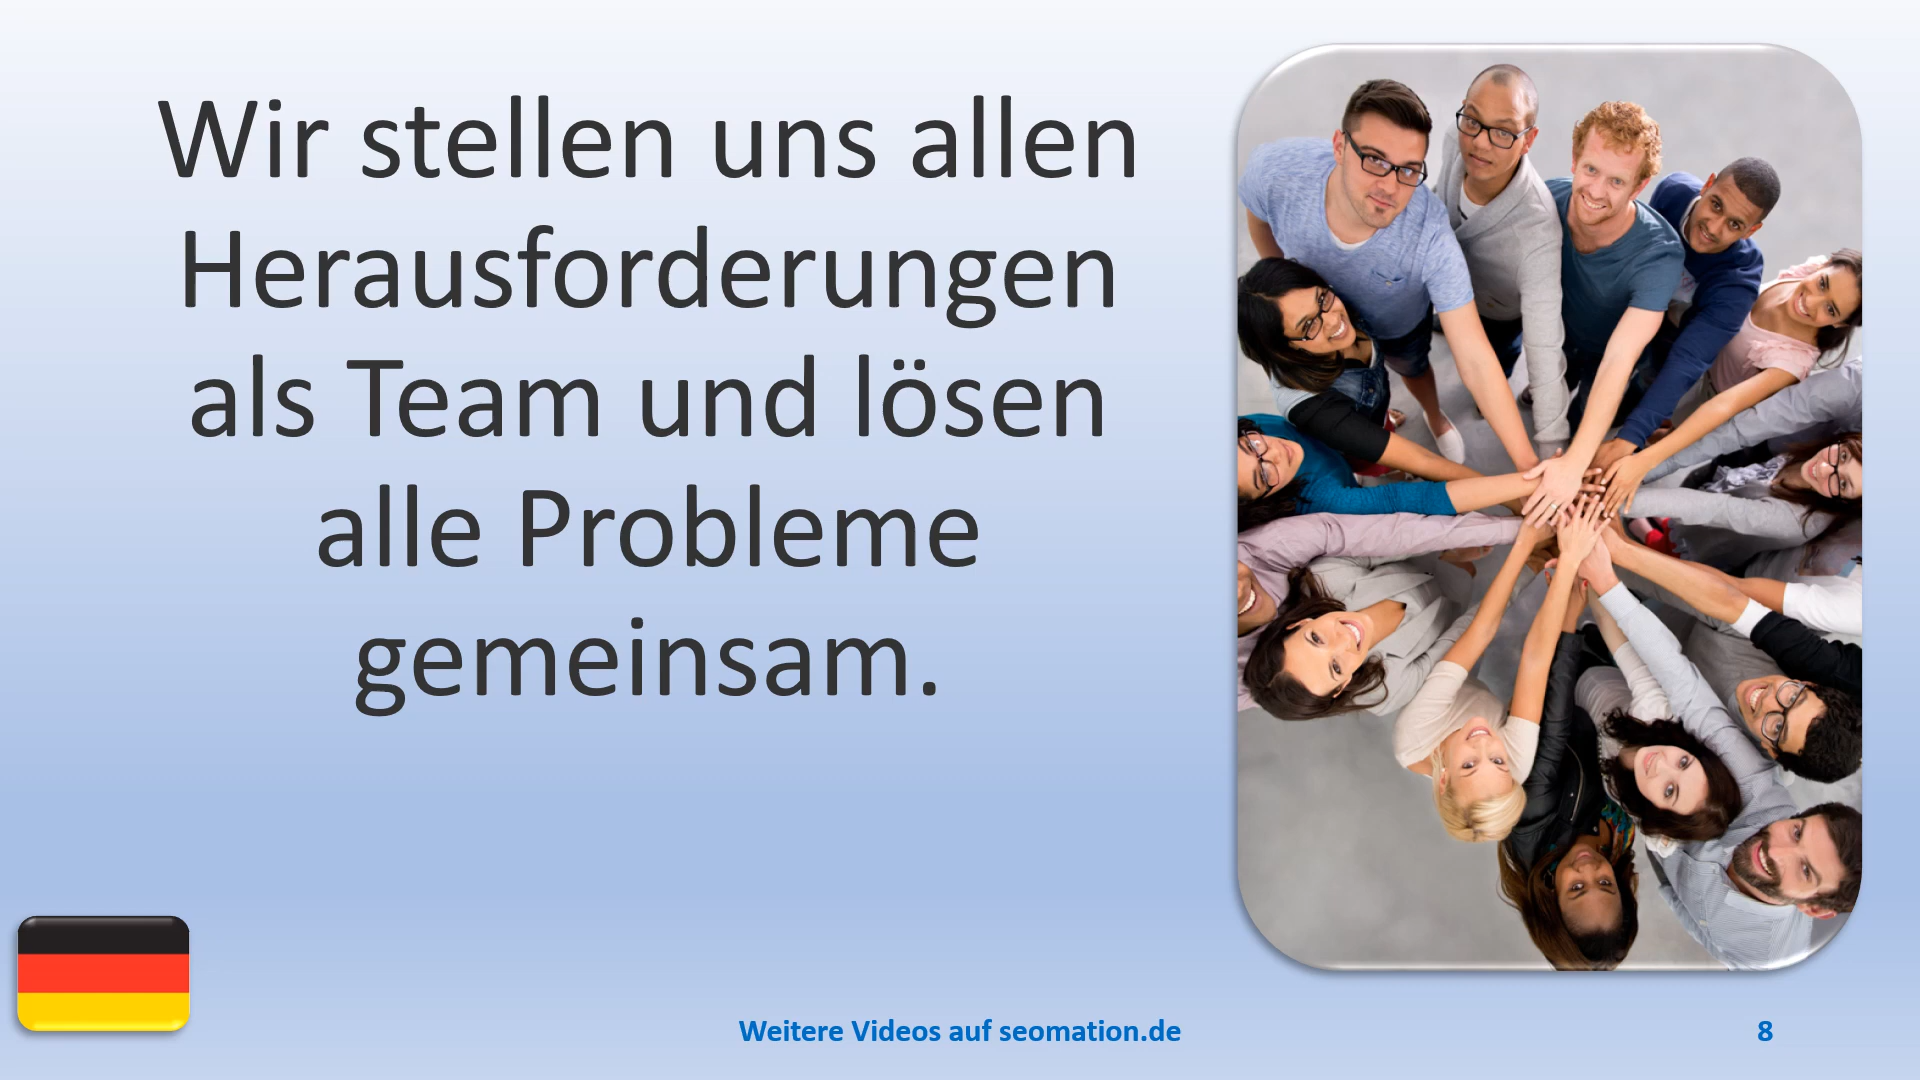 Wir stellen uns allen
Herausforderungen
als Team und lösen
alle Probleme
gemeinsam.
Weitere Videos auf seomation.de
8